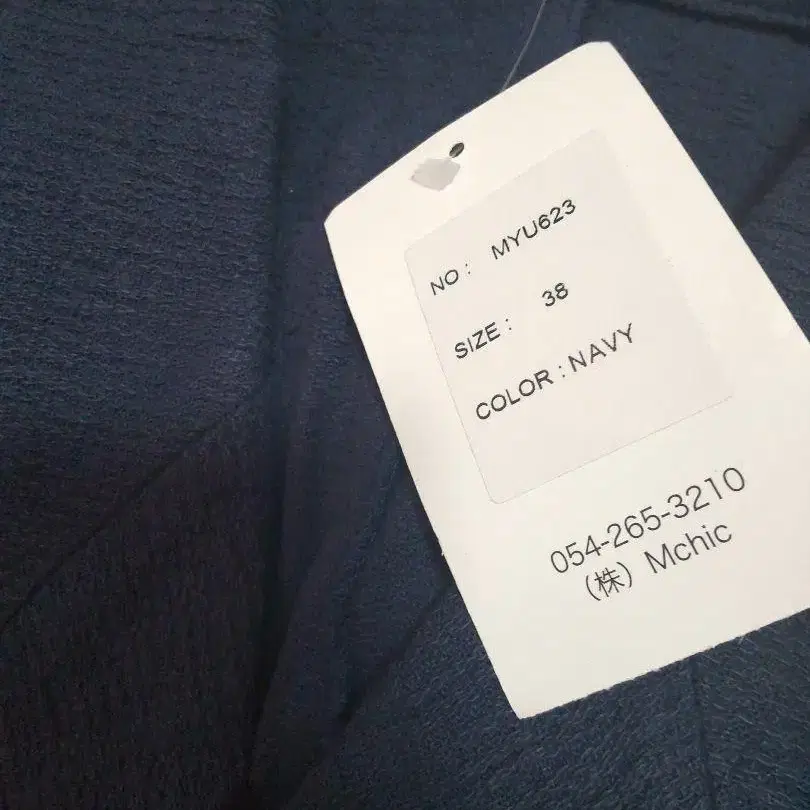 NO : MYU623
SIZE : 38
COLOR : NAVY
054-265-3210
(株) Mchic